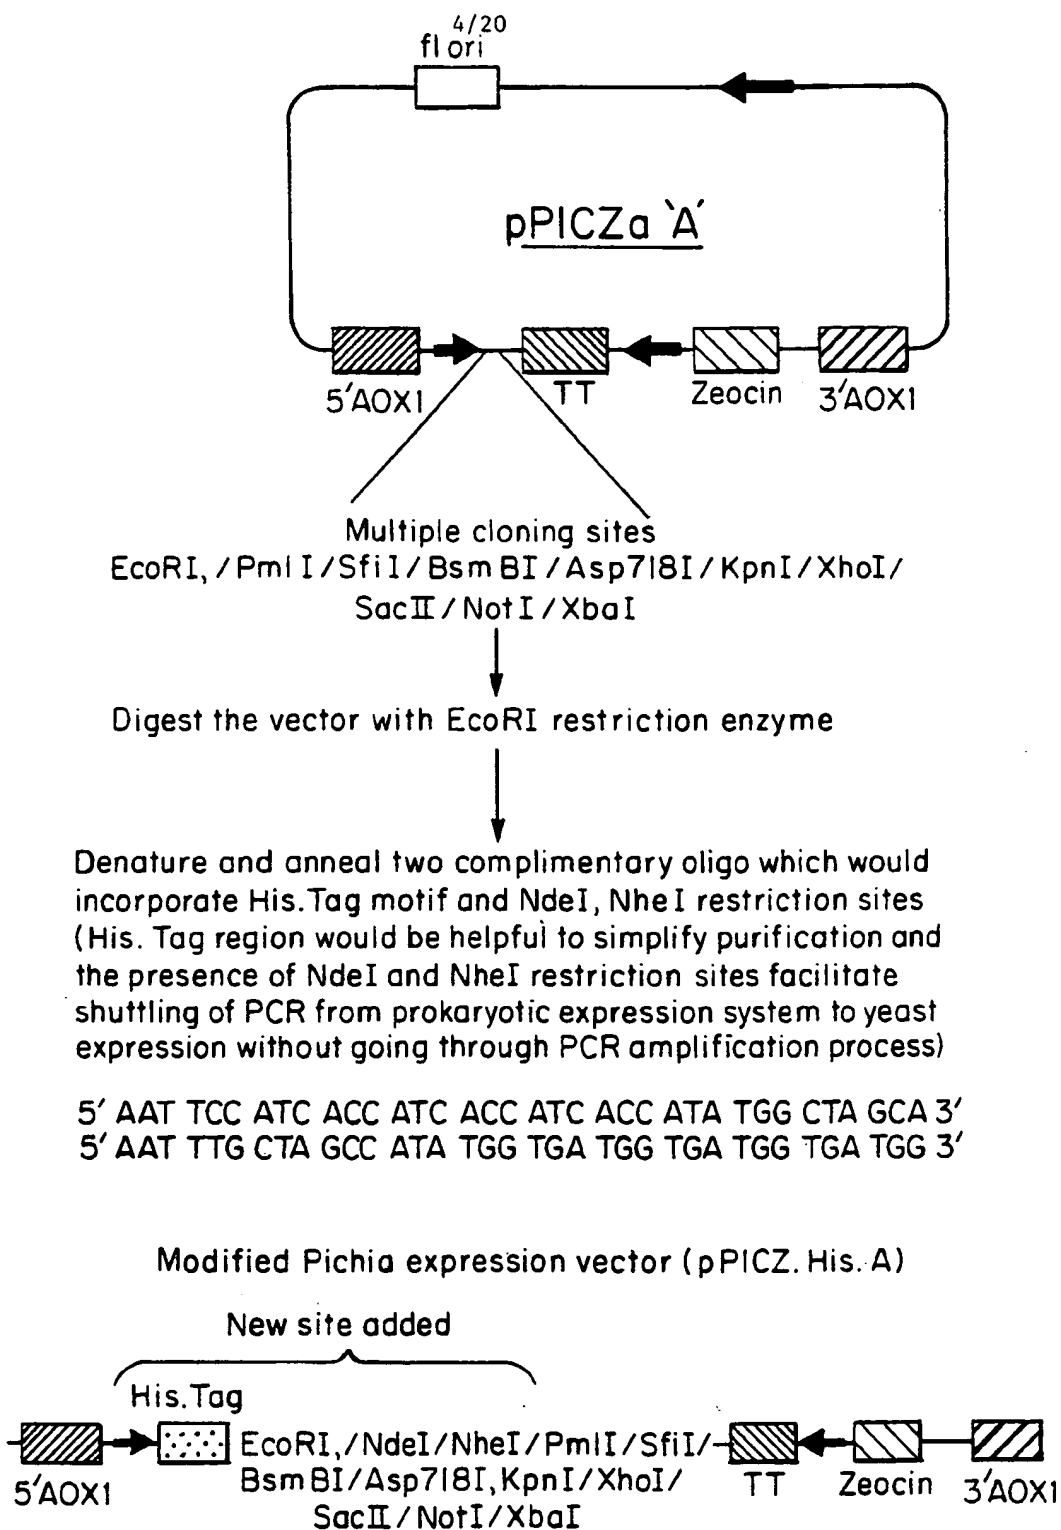 4/20
fl ori
pPICZa 'A'
5'AOX1
TT
Zeocin
3'AOX1
Multiple cloning sites
EcoRI, /PmlI/SfiI/BsmBI/Asp718I/KpnI/XhoI/
SacII/NotI/XbaI
Digest the vector with EcoRI restriction enzyme
Denature and anneal two complimentary oligo which would
incorporate His.Tag motif and NdeI, NheI restriction sites
(His. Tag region would be helpful to simplify purification and
the presence of NdeI and NheI restriction sites facilitate
shuttling of PCR from prokaryotic expression system to yeast
expression without going through PCR amplification process)
5' AAT TCC ATC ACC ATC ACC ATC ACC ATA TGG CTA GCA 3'
5' AAT TTG CTA GCC ATA TGG TGA TGG TGA TGG TGA TGG 3'
Modified Pichia expression vector (pPICZ. His. A)
New site added
His.Tag
EcoRI,/NdeI/NheI/PmlI/SfiI/
BsmBI/Asp718I,KpnI/XhoI/
SacII/NotI/XbaI
5'AOX1
TT
Zeocin
3'AOX1